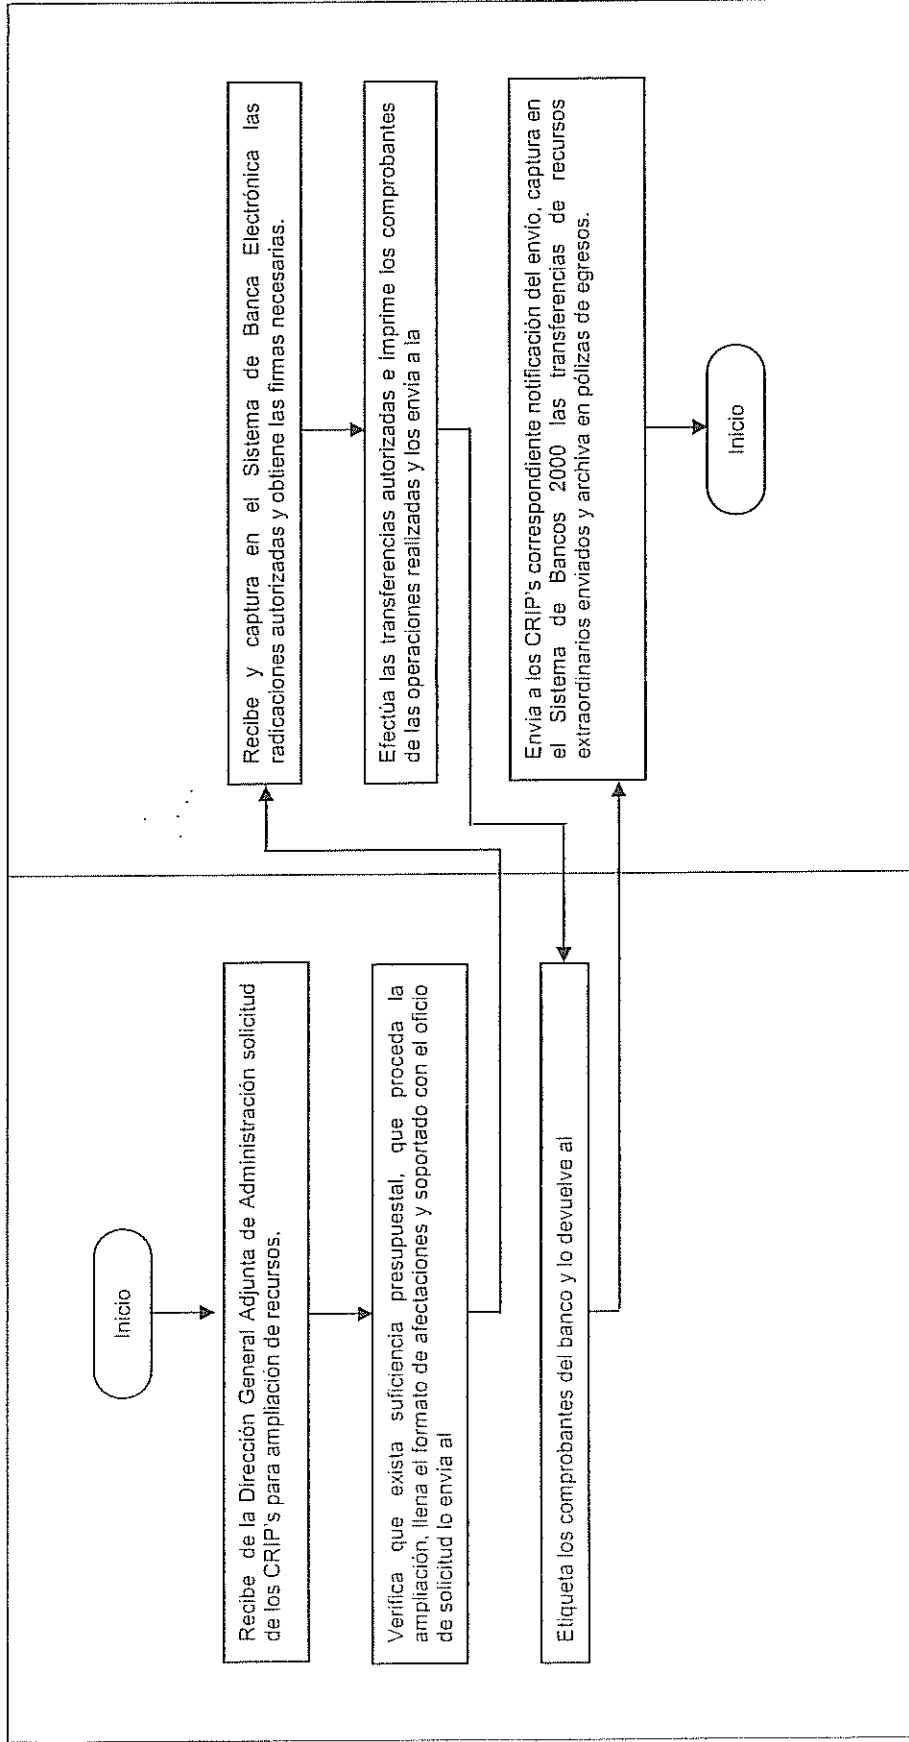 Inicio
Recibe de la Dirección General Adjunta de Administración solicitud
de los CRIP's para ampliación de recursos.
Verifica que exista suficiencia presupuestal, que proceda la
ampliación, llena el formato de afectaciones y soportado con el oficio
de solicitud lo envia al
Recibe y captura en el Sistema de Banca Electrónica las
radicaciones autorizadas y obtiene las firmas necesarias.
Efectúa las transferencias autorizadas e imprime los comprobantes
de las operaciones realizadas y los envia a la
Etiqueta los comprobantes del banco y lo devuelve al
Envia a los CRIP's correspondiente notificación del envío, captura en
el Sistema de Bancos 2000 las transferencias de recursos
extraordinarios enviados y archiva en pólizas de egresos.
Inicio